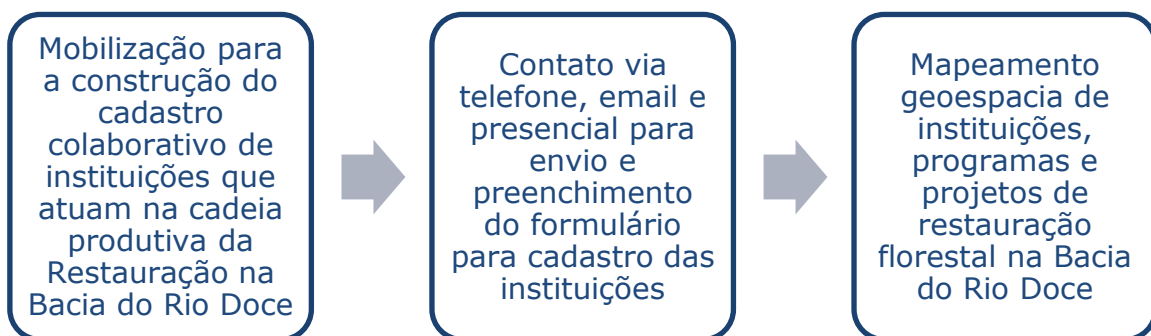 Mobilização para
a construção do
cadastro
colaborativo de
instituições que
atuam na cadeia
produtiva da
Restauração na
Bacia do Rio Doce
Contato via
telefone, email e
presencial para
envio e
preenchimento
do formulário
para cadastro das
instituições
Mapeamento
geoespacia de
instituições,
programas e
projetos de
restauração
florestal na Bacia
do Rio Doce